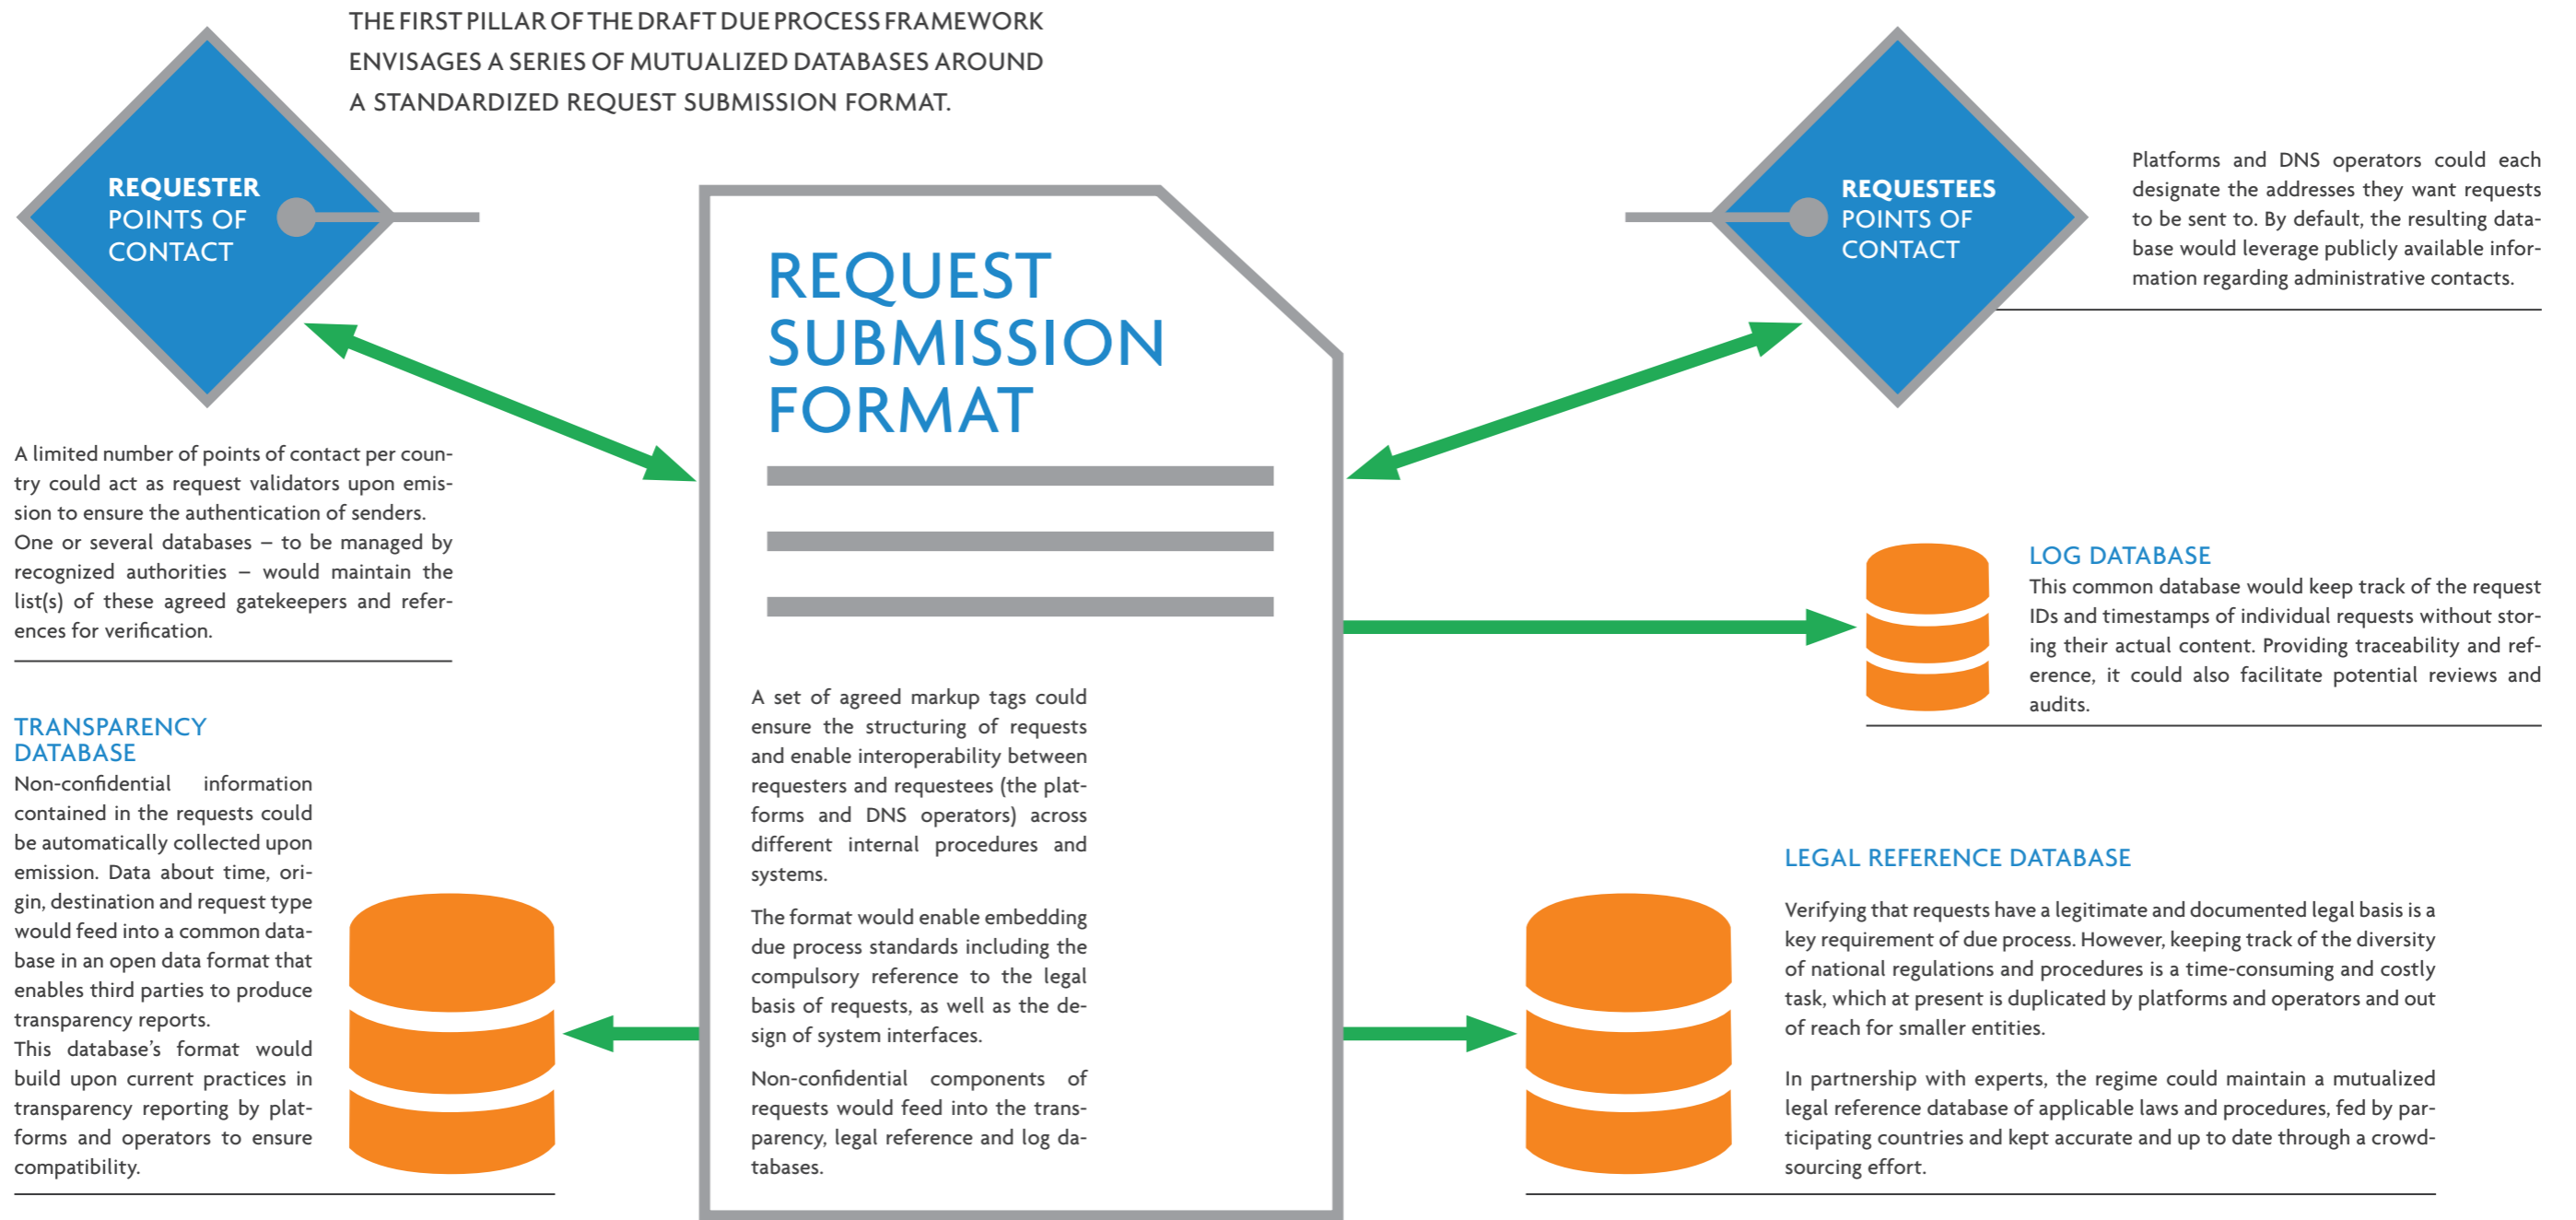 THE FIRST PILLAR OF THE DRAFT DUE PROCESS FRAMEWORK
ENVISAGES A SERIES OF MUTUALIZED DATABASES AROUND
A STANDARDIZED REQUEST SUBMISSION FORMAT.
REQUESTER
POINTS OF
CONTACT
A limited number of points of contact per coun-
try could act as request validators upon emis-
sion to ensure the authentication of senders.
One or several databases – to be managed by
recognized authorities – would maintain the
list(s) of these agreed gatekeepers and refer-
ences for verification.
TRANSPARENCY
DATABASE
Non-confidential information
contained in the requests could
be automatically collected upon
emission. Data about time, ori-
gin, destination and request type
would feed into a common data-
base in an open data format that
enables third parties to produce
transparency reports.
This database's format would
build upon current practices in
transparency reporting by plat-
forms and operators to ensure
compatibility.
REQUEST
SUBMISSION
FORMAT
A set of agreed markup tags could
ensure the structuring of requests
and enable interoperability between
requesters and requestees (the plat-
forms and DNS operators) across
different internal procedures and
systems.
The format would enable embedding
due process standards including the
compulsory reference to the legal
basis of requests, as well as the de-
sign of system interfaces.
Non-confidential components of
requests would feed into the trans-
parency, legal reference and log da-
tabases.
REQUESTEES
POINTS OF
CONTACT
Platforms and DNS operators could each
designate the addresses they want requests
to be sent to. By default, the resulting data-
base would leverage publicly available infor-
mation regarding administrative contacts.
LOG DATABASE
This common database would keep track of the request
IDs and timestamps of individual requests without stor-
ing their actual content. Providing traceability and ref-
erence, it could also facilitate potential reviews and
audits.
LEGAL REFERENCE DATABASE
Verifying that requests have a legitimate and documented legal basis is a
key requirement of due process. However, keeping track of the diversity
of national regulations and procedures is a time-consuming and costly
task, which at present is duplicated by platforms and operators and out
of reach for smaller entities.
In partnership with experts, the regime could maintain a mutualized
legal reference database of applicable laws and procedures, fed by par-
ticipating countries and kept accurate and up to date through a crowd-
sourcing effort.